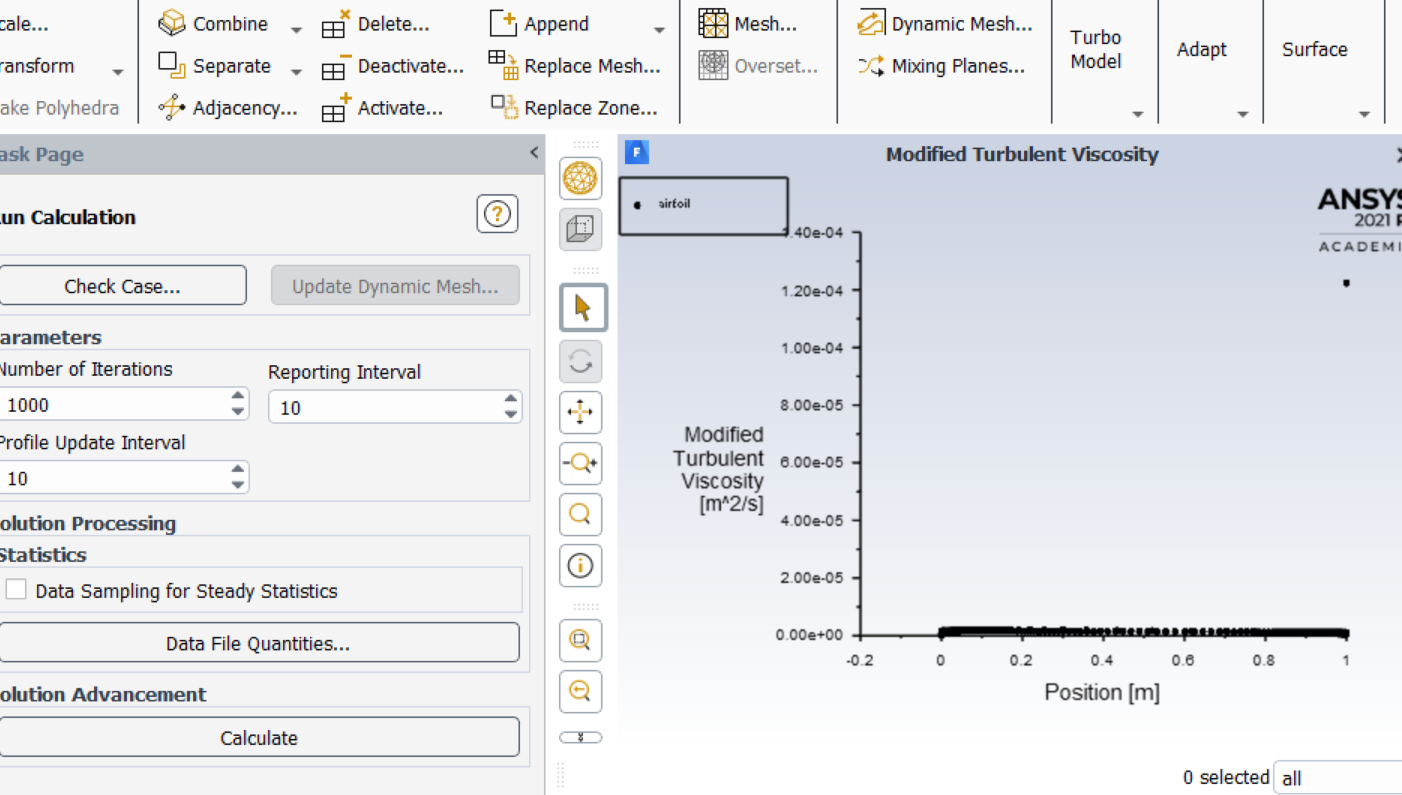 cale...
Combine
Delete...
Append
Mesh...
Dynamic Mesh...
Turbo
Model
Adapt
Surface
ransform
Separate
Deactivate...
Replace Mesh...
Overset...
Mixing Planes...
ake Polyhedra
Adjacency...
Activate...
Replace Zone...
ask Page
<
un Calculation
?
Check Case...
Update Dynamic Mesh...
arameters
Number of Iterations
Reporting Interval
1000
10
Profile Update Interval
10
olution Processing
Statistics
Data Sampling for Steady Statistics
Data File Quantities...
olution Advancement
Calculate
F
Modified Turbulent Viscosity
airfoil
ANSYS
2021 R
ACADEMI
1.40e-04
1.20e-04
1.00e-04
8.00e-05
6.00e-05
4.00e-05
2.00e-05
0.00e+00
Modified
Turbulent
Viscosity
[m^2/s]
-0.2
0
0.2
0.4
0.6
0.8
1
Position [m]
0 selected
all